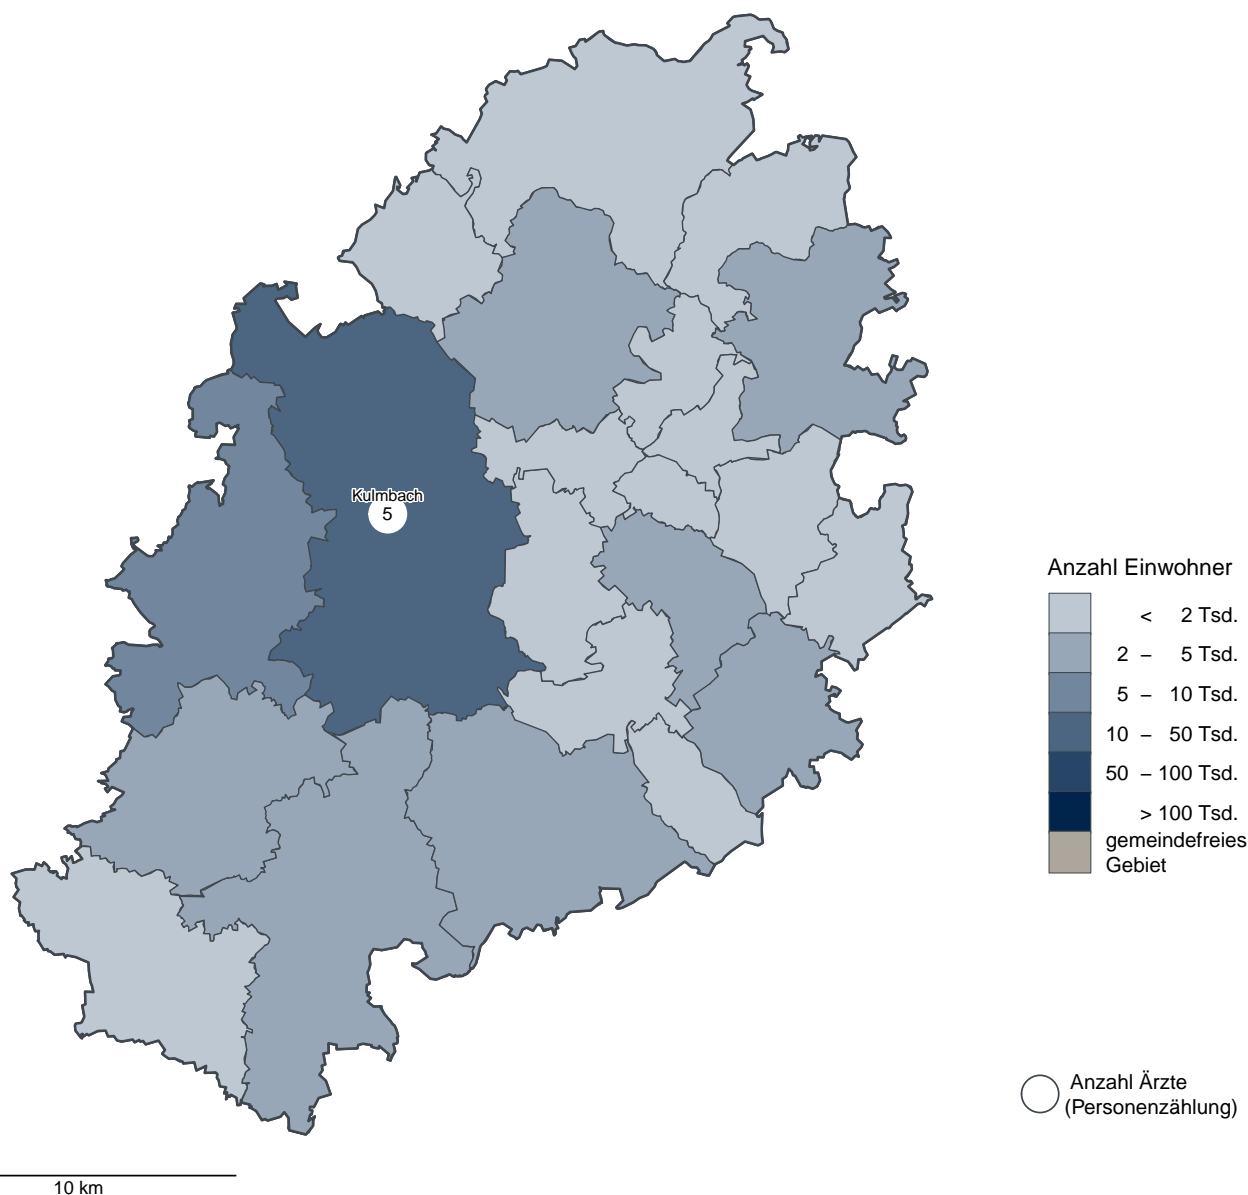 Kulmbach
5
Anzahl Einwohner
< 2 Tsd.
2 – 5 Tsd.
5 – 10 Tsd.
10 – 50 Tsd.
50 – 100 Tsd.
> 100 Tsd.
gemeindefreies
Gebiet
Anzahl Ärzte
(Personenzählung)
10 km